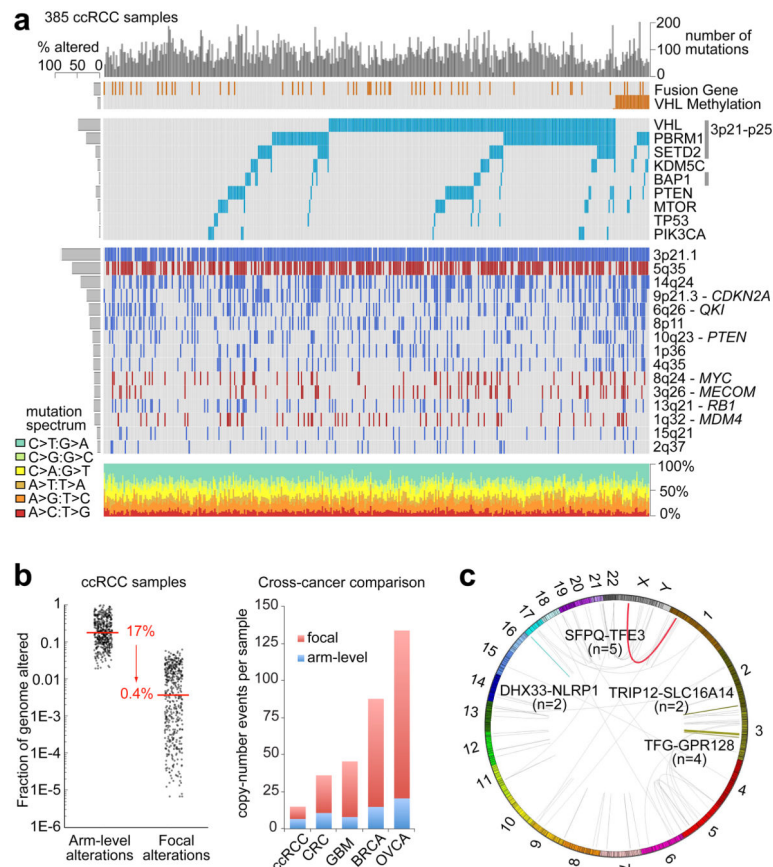 a
385 ccRCC samples
% altered
100 50 0
200
100
0
number of
mutations
Fusion Gene
VHL Methylation
VHL
PBRM1
SETD2
KDM5C
BAP1
PTEN
MTOR
TP53
PIK3CA
3p21-p25
3p21.1
5q35
14q24
9p21.3 - CDKN2A
6q26 - QKI
8p11
10q23 - PTEN
1p36
4q35
8q24 - MYC
3q26 - MECOM
13q21 - RB1
1q32 - MDM4
15q21
2q37
mutation
spectrum
C>T:G>A
C>G:G>C
C>A:G>T
A>T:T>A
A>G:T>C
A>C:T>G
100%
50%
0%
b
ccRCC samples
Fraction of genome altered
1
0.1
0.01
1E-3
1E-4
1E-5
1E-6
17%
0.4%
Arm-level
alterations
Focal
alterations
Cross-cancer comparison
copy-number events per sample
150
125
100
75
50
25
0
focal
arm-level
ccRCC
CRC
GBM
BRCA
OVCA
c
1
2
3
4
5
6
7
8
9
10
11
12
13
14
15
16
17
18
19
20
21
22
X
Y
SFPQ-TFE3
(n=5)
DHX33-NLRP1
(n=2)
TRIP12-SLC16A14
(n=2)
TFG-GPR128
(n=4)